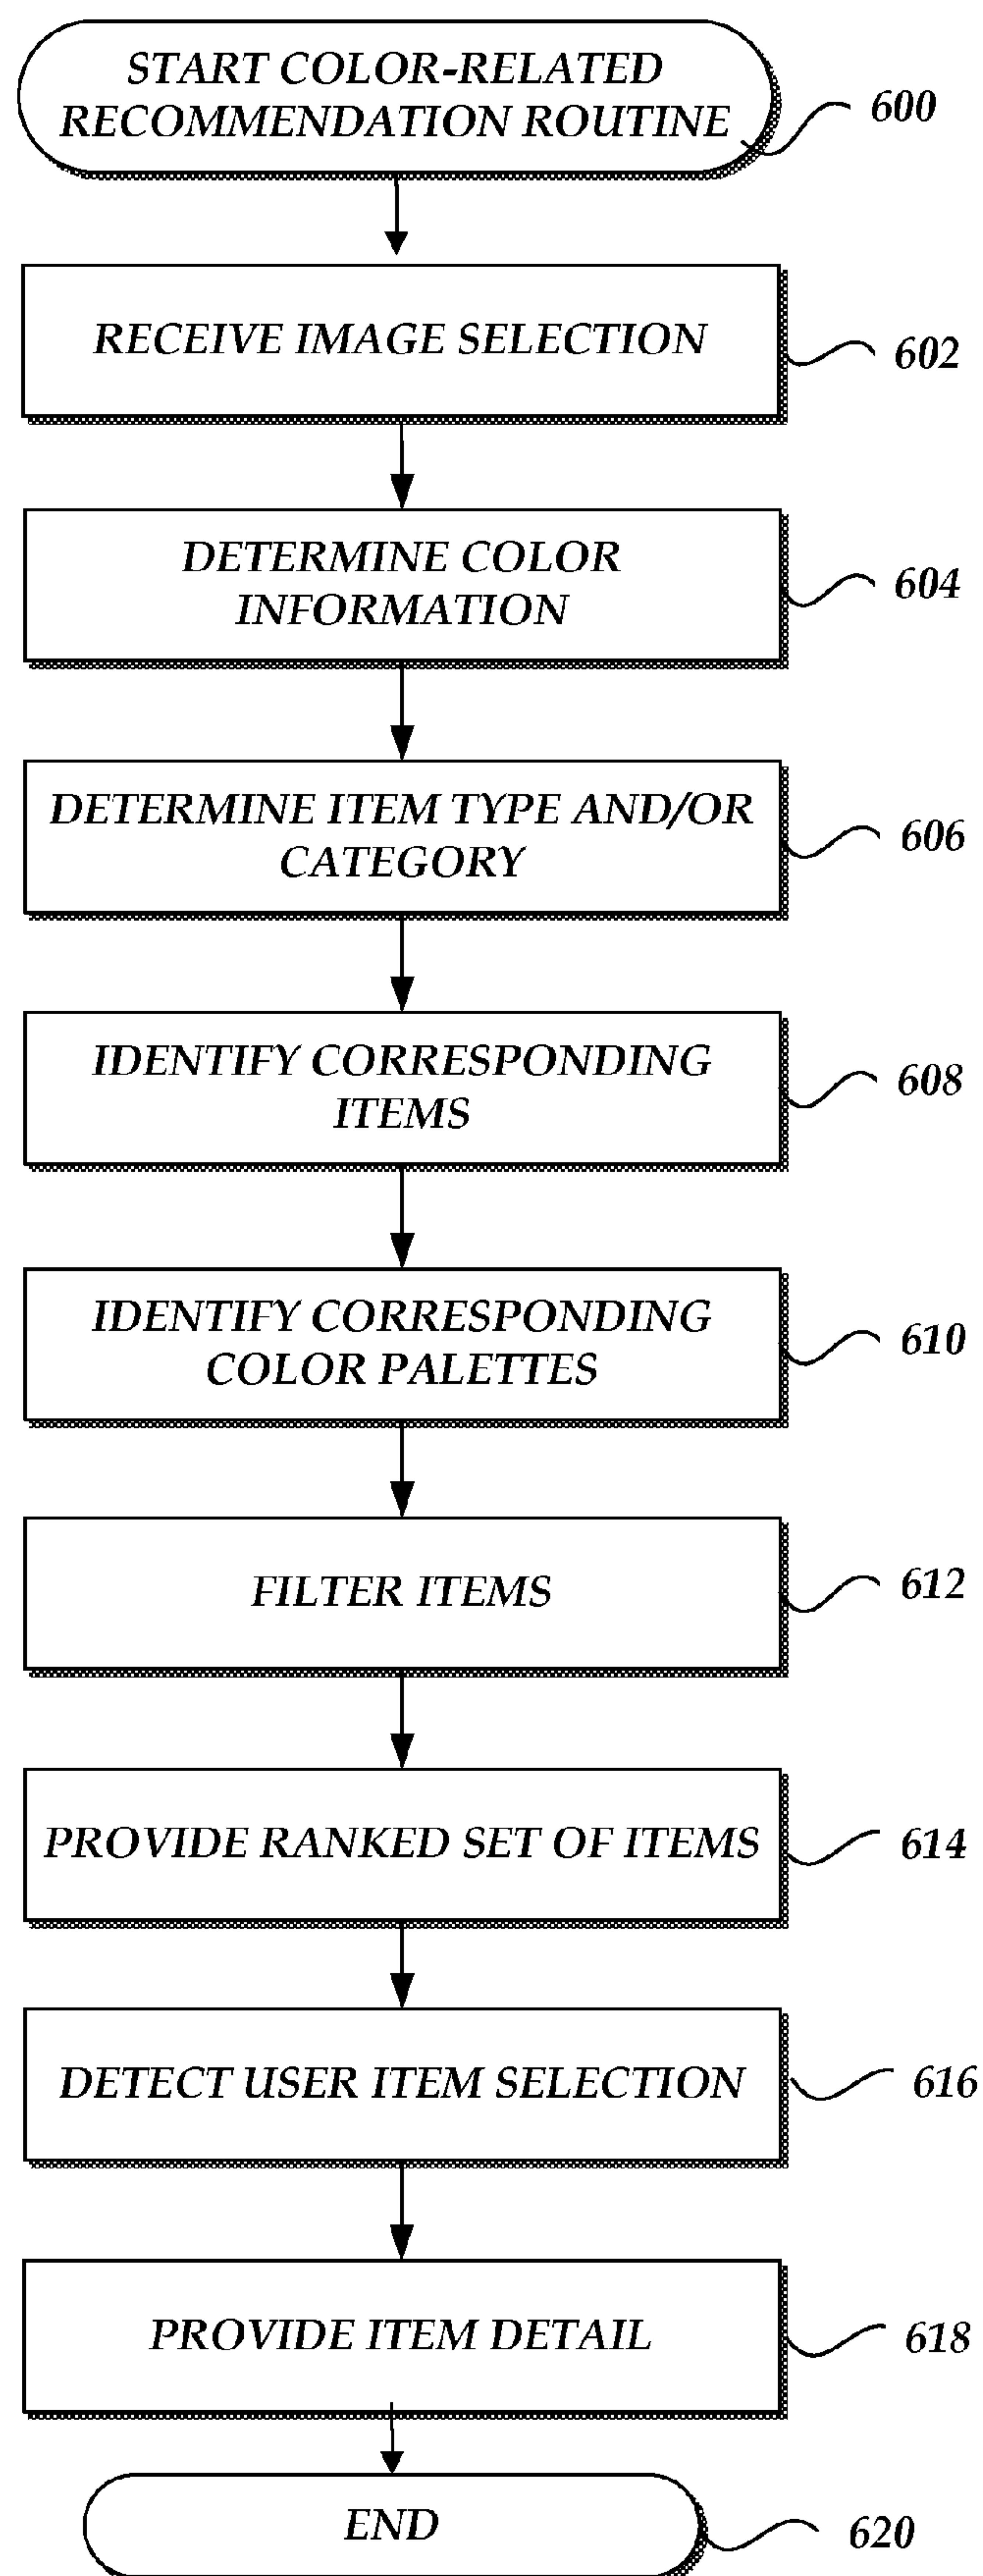 START COLOR-RELATED
RECOMMENDATION ROUTINE
600
RECEIVE IMAGE SELECTION
602
DETERMINE COLOR
INFORMATION
604
DETERMINE ITEM TYPE AND/OR
CATEGORY
606
IDENTIFY CORRESPONDING
ITEMS
608
IDENTIFY CORRESPONDING
COLOR PALETTES
610
FILTER ITEMS
612
PROVIDE RANKED SET OF ITEMS
614
DETECT USER ITEM SELECTION
616
PROVIDE ITEM DETAIL
618
END
620